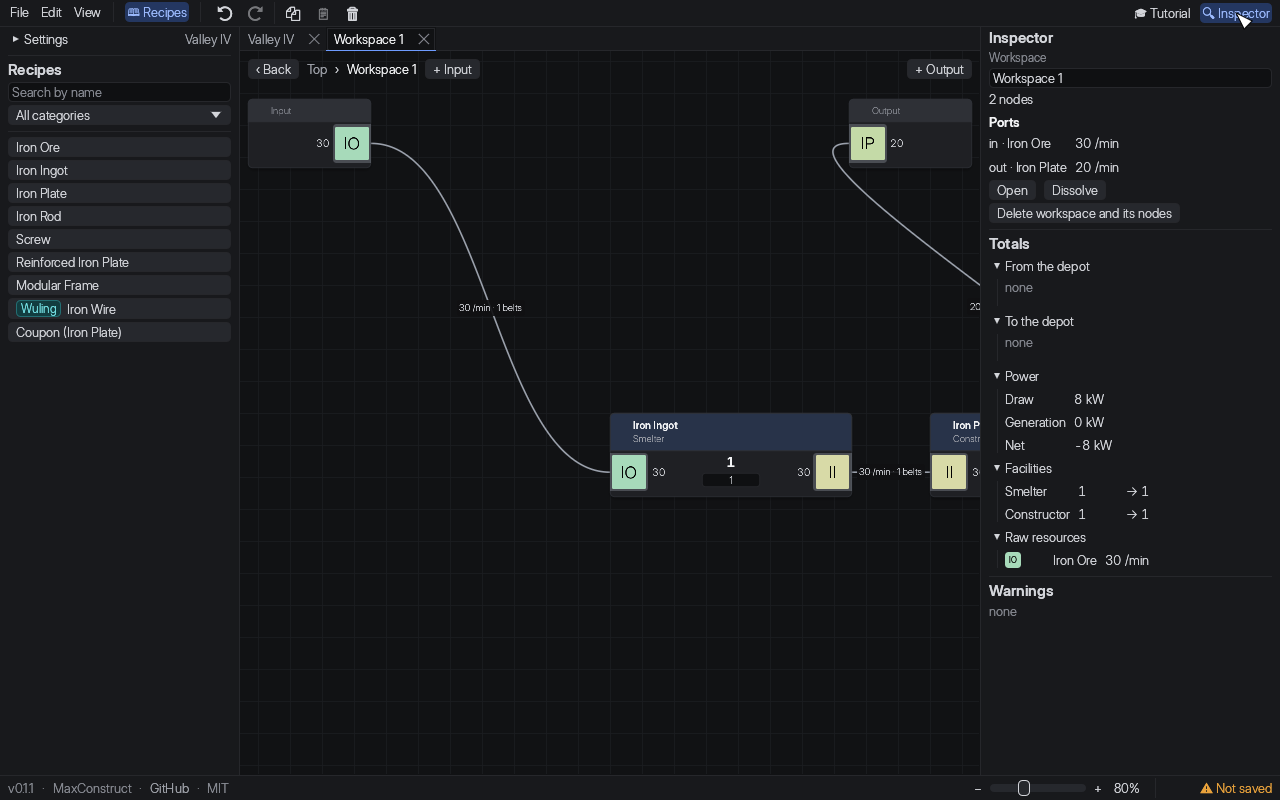 File Edit View Recipes Tutorial Inspector
Settings Valley IV
Valley IV Workspace 1
Recipes
Search by name
All categories
Iron Ore
Iron Ingot
Iron Plate
Iron Rod
Screw
Reinforced Iron Plate
Modular Frame
Wuling Iron Wire
Coupon (Iron Plate)
‹ Back Top › Workspace 1 + Input + Output
Input
30 IO
Output
IP 20
30 /min · 1 belts
20
Iron Ingot
Smelter
IO 30 1 30 II
1
30 /min · 1 belts
Iron P
Constr
II 3
Inspector
Workspace
Workspace 1
2 nodes
Ports
in · Iron Ore 30 /min
out · Iron Plate 20 /min
Open Dissolve
Delete workspace and its nodes
Totals
From the depot
none
To the depot
none
Power
Draw 8 kW
Generation 0 kW
Net -8 kW
Facilities
Smelter 1 → 1
Constructor 1 → 1
Raw resources
IO Iron Ore 30 /min
Warnings
none
v0.1.1 · MaxConstruct · GitHub · MIT
− + 80% Not saved